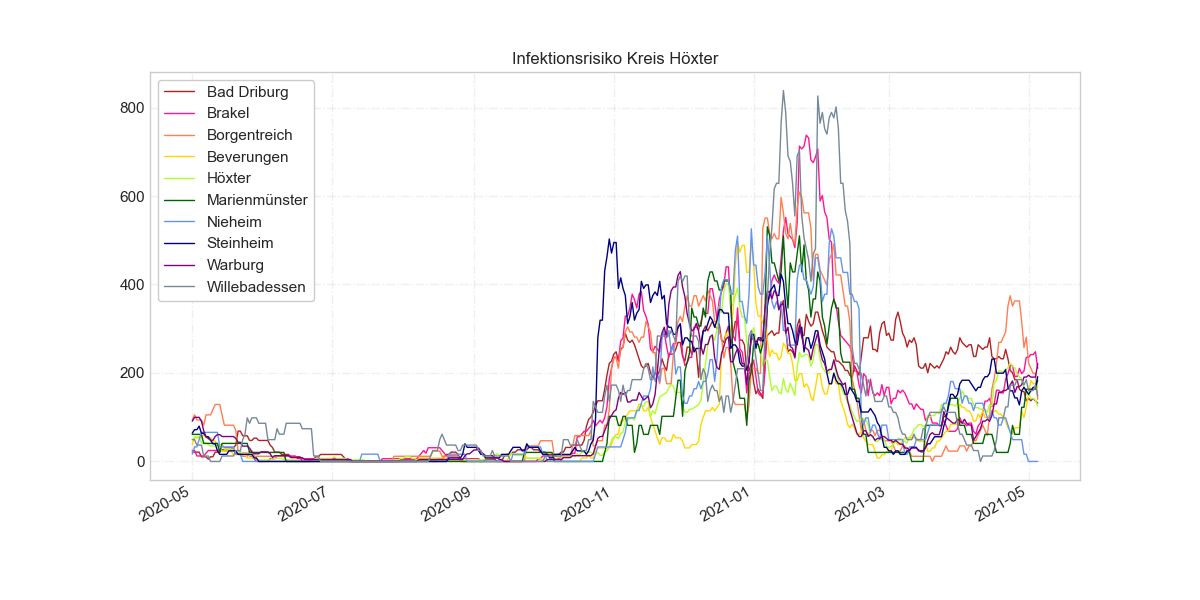 Infektionsrisiko Kreis Höxter
Bad Driburg
Brakel
Borgentreich
Beverungen
Höxter
Marienmünster
Nieheim
Steinheim
Warburg
Willebadessen
800
600
400
200
0
2020-05
2020-07
2020-09
2020-11
2021-01
2021-03
2021-05